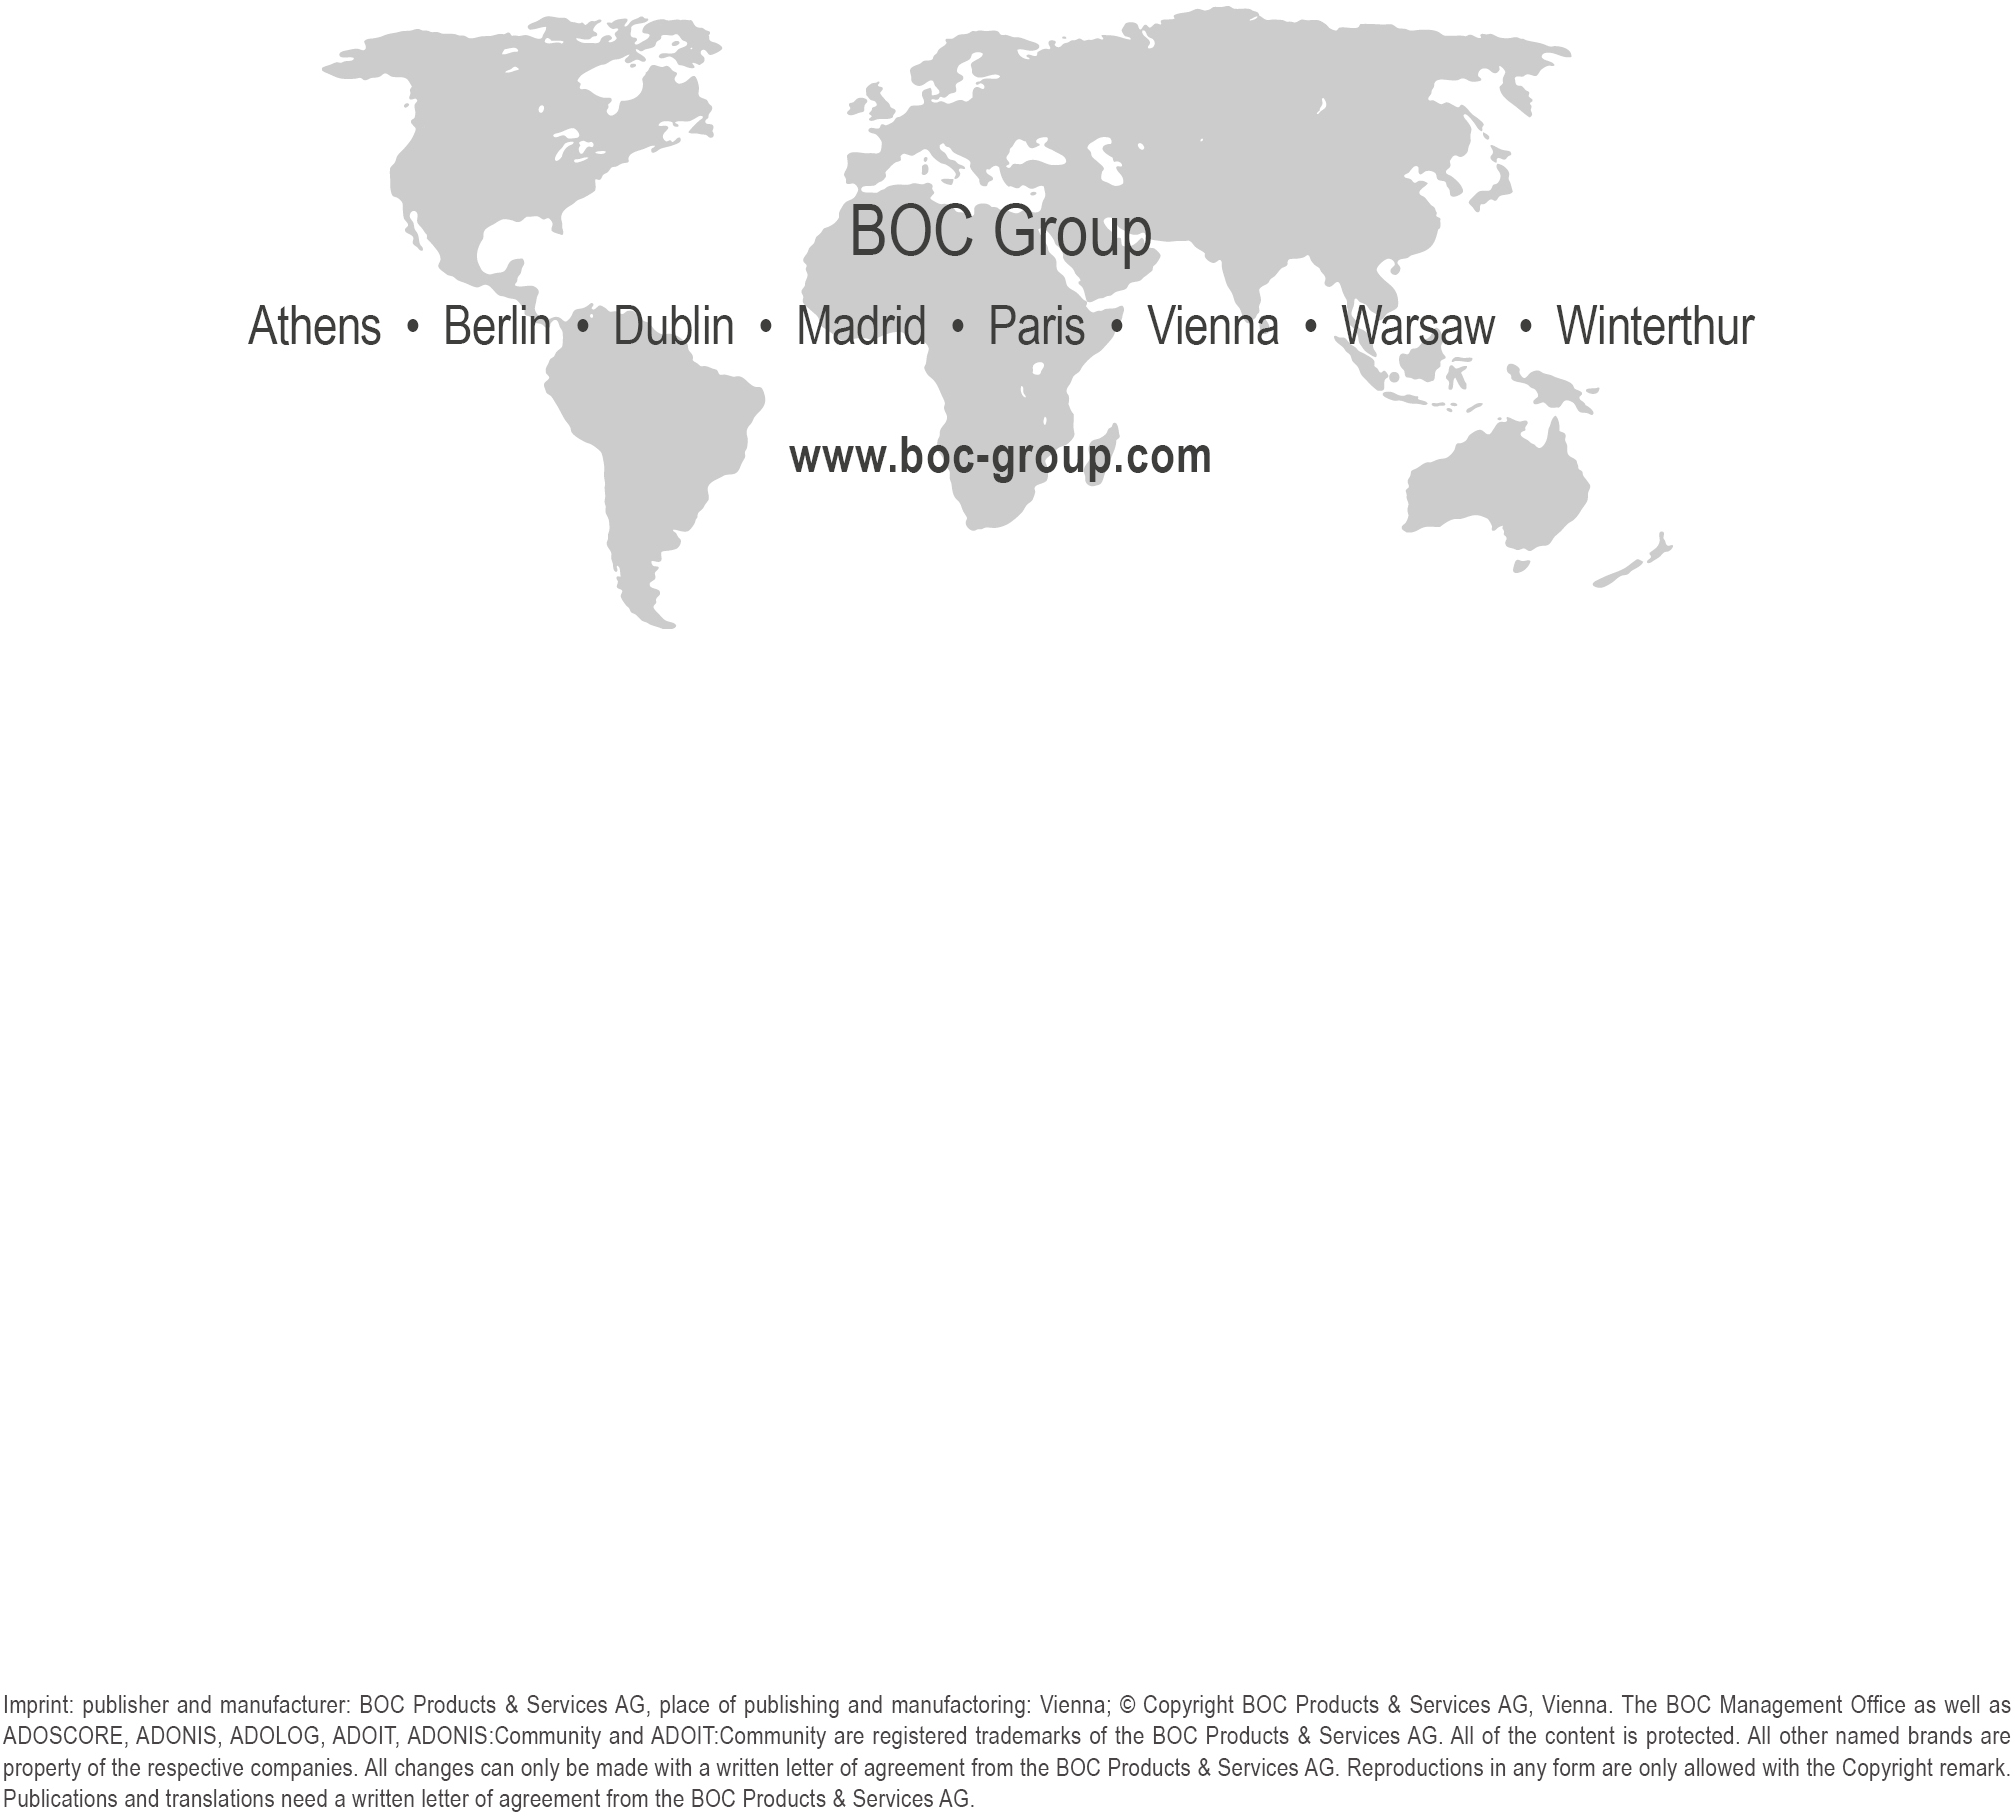 BOC Group
Athens • Berlin • Dublin • Madrid • Paris • Vienna • Warsaw • Winterthur
www.boc-group.com
Imprint: publisher and manufacturer: BOC Products & Services AG, place of publishing and manufactoring: Vienna; © Copyright BOC Products & Services AG, Vienna. The BOC Management Office as well as
ADOSCORE, ADONIS, ADOLOG, ADOIT, ADONIS:Community and ADOIT:Community are registered trademarks of the BOC Products & Services AG. All of the content is protected. All other named brands are
property of the respective companies. All changes can only be made with a written letter of agreement from the BOC Products & Services AG. Reproductions in any form are only allowed with the Copyright remark.
Publications and translations need a written letter of agreement from the BOC Products & Services AG.